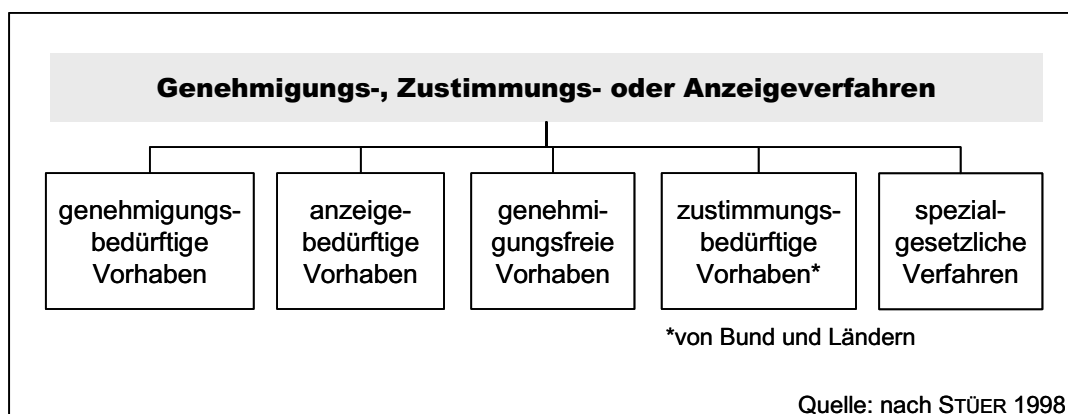 Genehmigungs-, Zustimmungs- oder Anzeigeverfahren
genehmigungs-
bedürftige
Vorhaben
anzeige-
bedürftige
Vorhaben
genehmi-
gungsfreie
Vorhaben
zustimmungs-
bedürftige
Vorhaben*
spezial-
gesetzliche
Verfahren
*von Bund und Ländern
Quelle: nach STÜER 1998